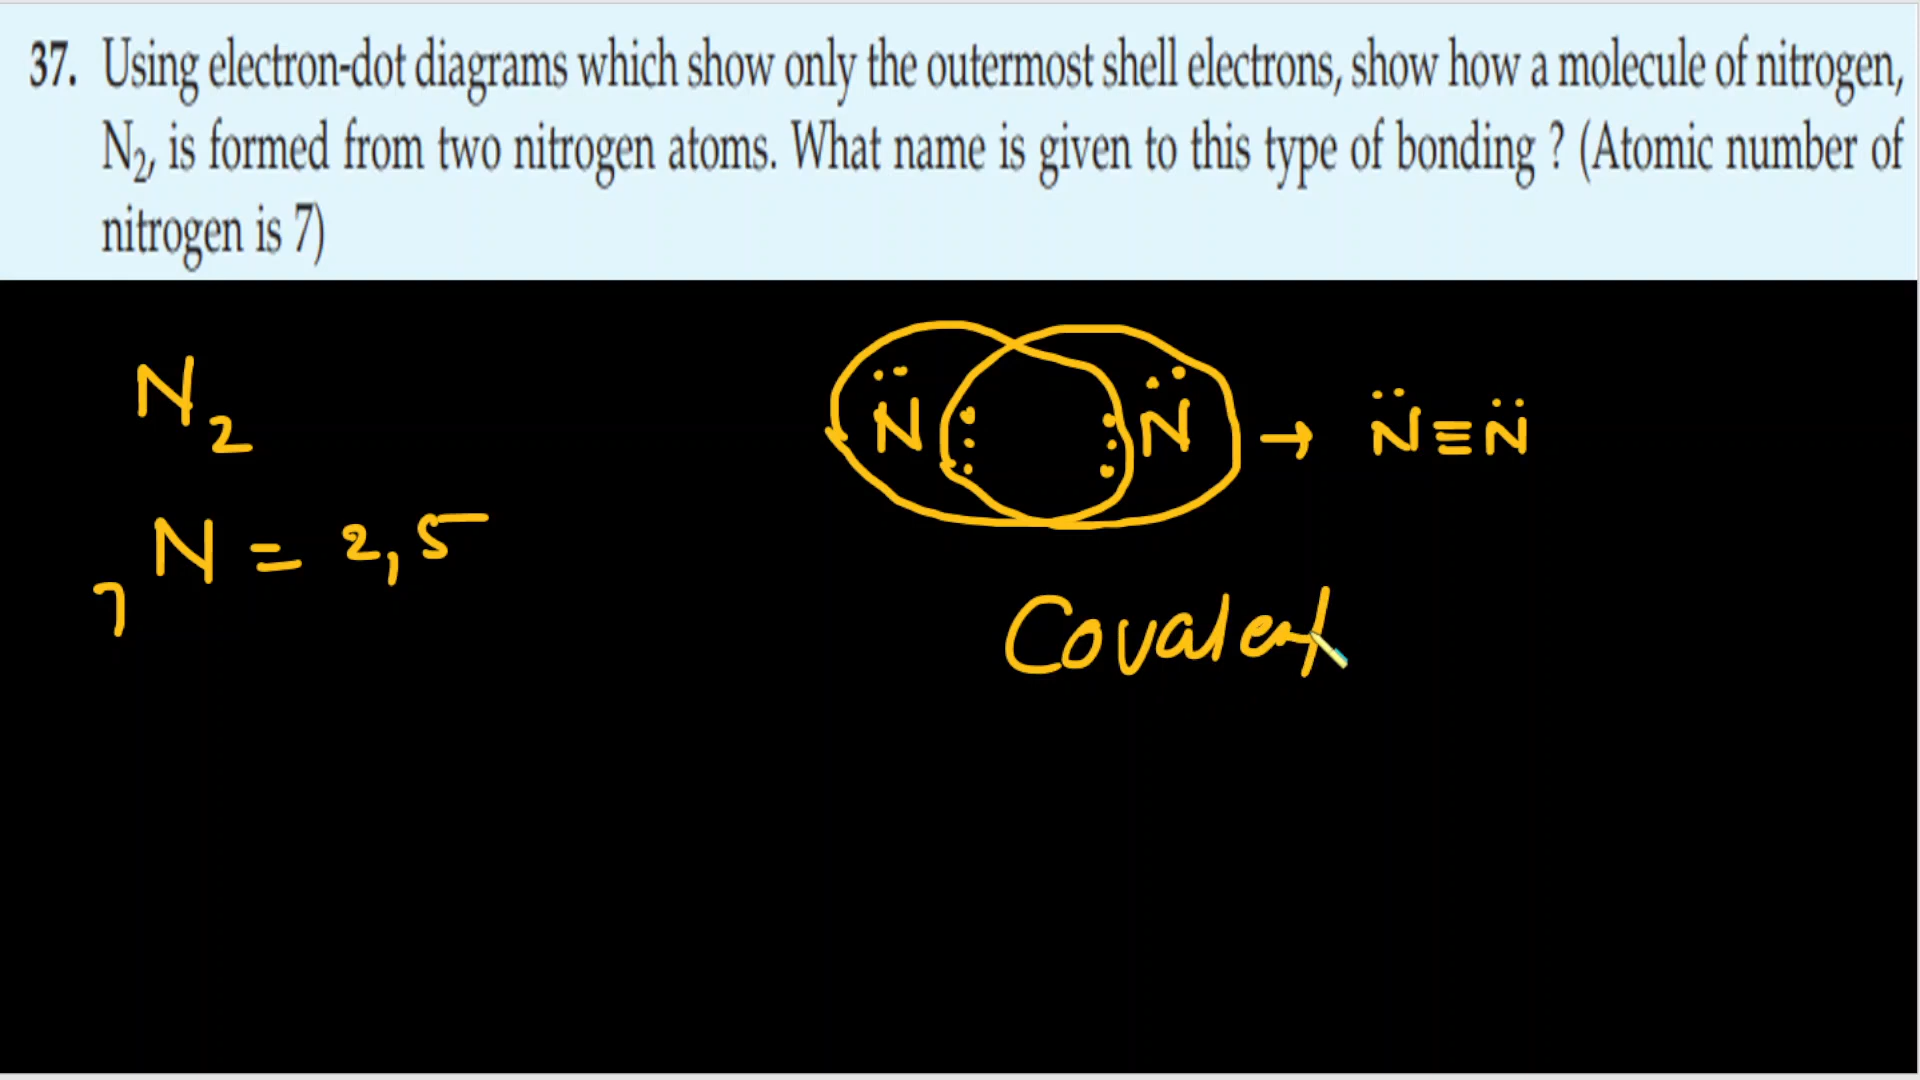 37. Using electron-dot diagrams which show only the outermost shell electrons, show how a molecule of nitrogen,
N₂, is formed from two nitrogen atoms. What name is given to this type of bonding ? (Atomic number of
nitrogen is 7)
N₂
₇N = 2,5
N̈ ⋮ ⋮ N̈ → N̈≡N̈
Covalent